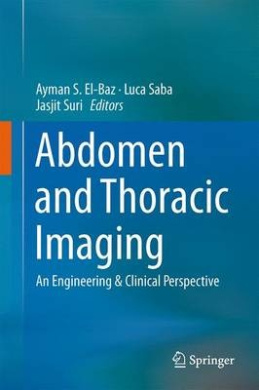 Ayman S. El-Baz · Luca Saba
Jasjit Suri Editors
Abdomen
and Thoracic
Imaging
An Engineering & Clinical Perspective
Springer